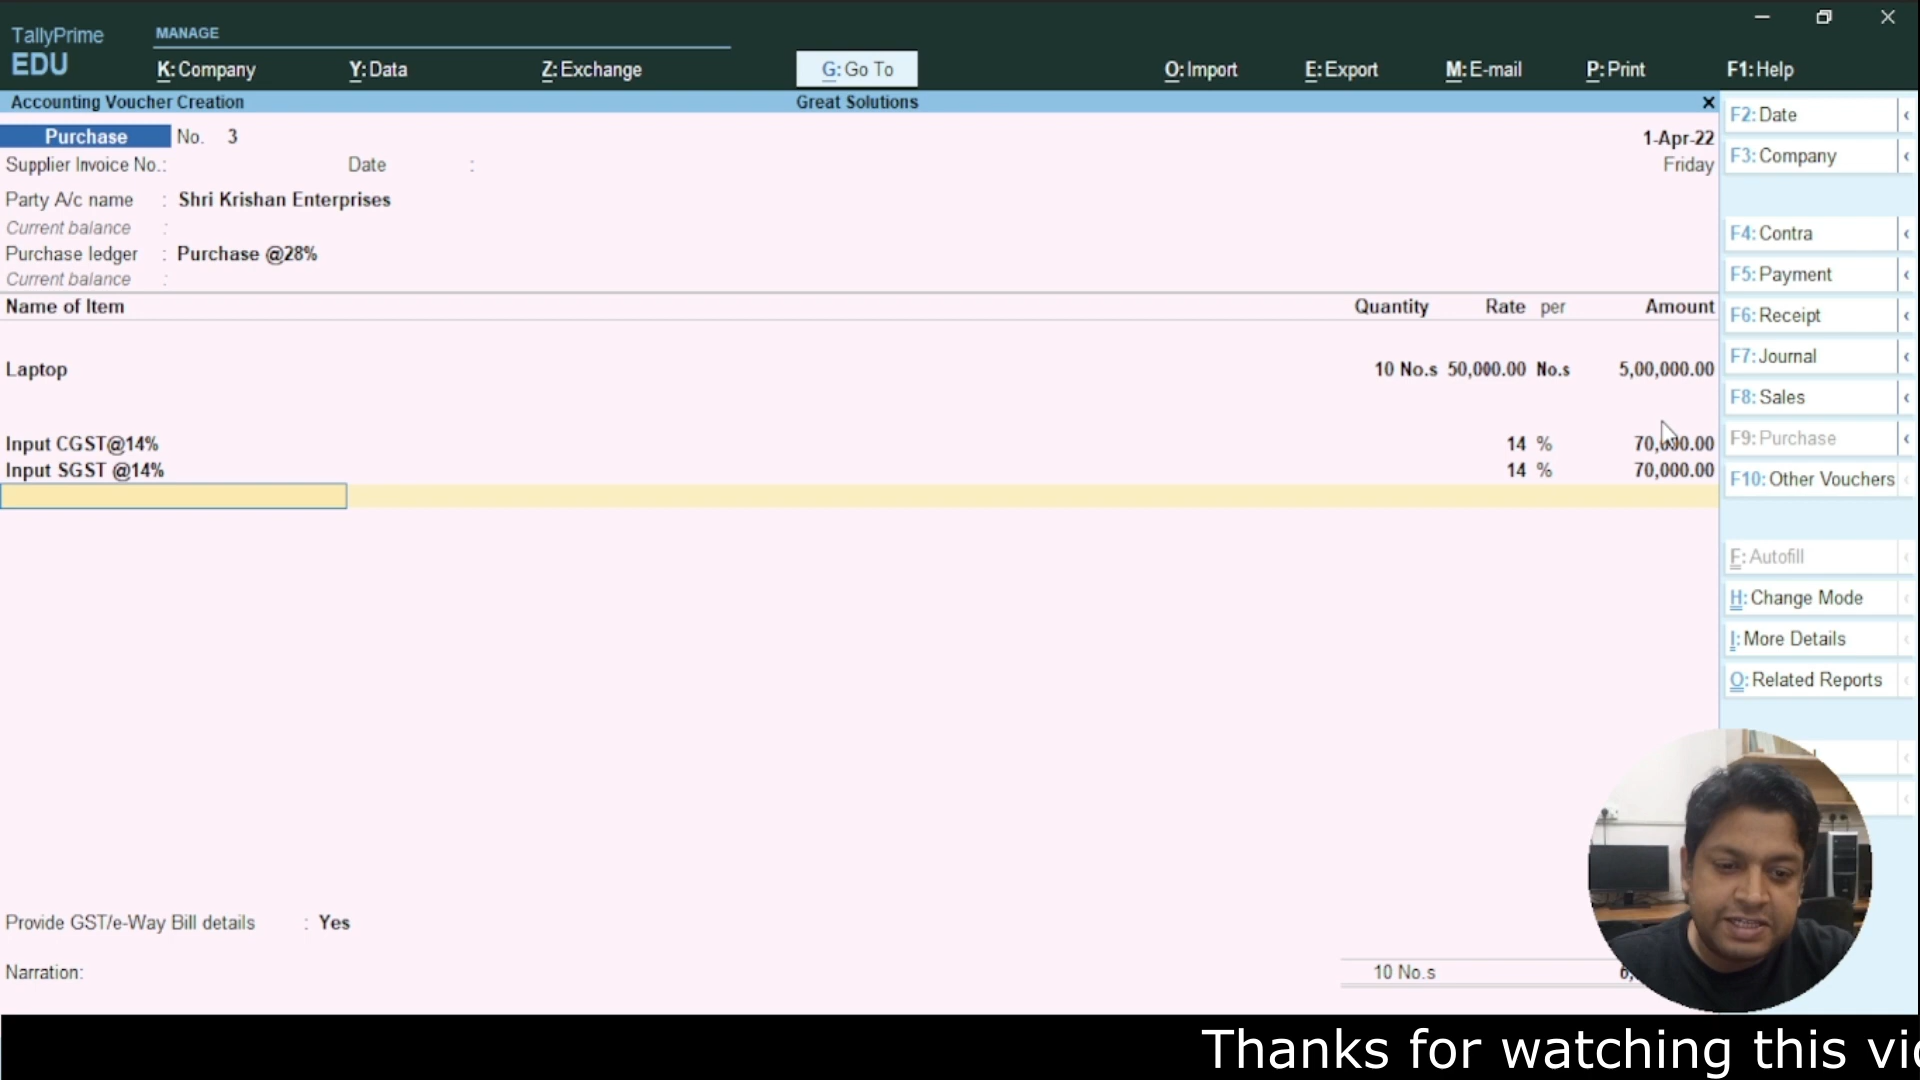 TallyPrime
EDU
MANAGE
K: Company
Y: Data
Z: Exchange
G: Go To
O: Import
E: Export
M: E-mail
P: Print
F1: Help
Accounting Voucher Creation
Great Solutions
Purchase No. 3
1-Apr-22
Supplier Invoice No.: Date :
Friday
Party A/c name : Shri Krishan Enterprises
Current balance :
Purchase ledger : Purchase @28%
Current balance :
Name of Item Quantity Rate per Amount
Laptop 10 No.s 50,000.00 No.s 5,00,000.00
Input CGST@14% 14 % 70,000.00
Input SGST @14% 14 % 70,000.00
Provide GST/e-Way Bill details : Yes
Narration:
10 No.s
F2: Date
F3: Company
F4: Contra
F5: Payment
F6: Receipt
F7: Journal
F8: Sales
F9: Purchase
F10: Other Vouchers
F: Autofill
H: Change Mode
I: More Details
O: Related Reports
Thanks for watching this